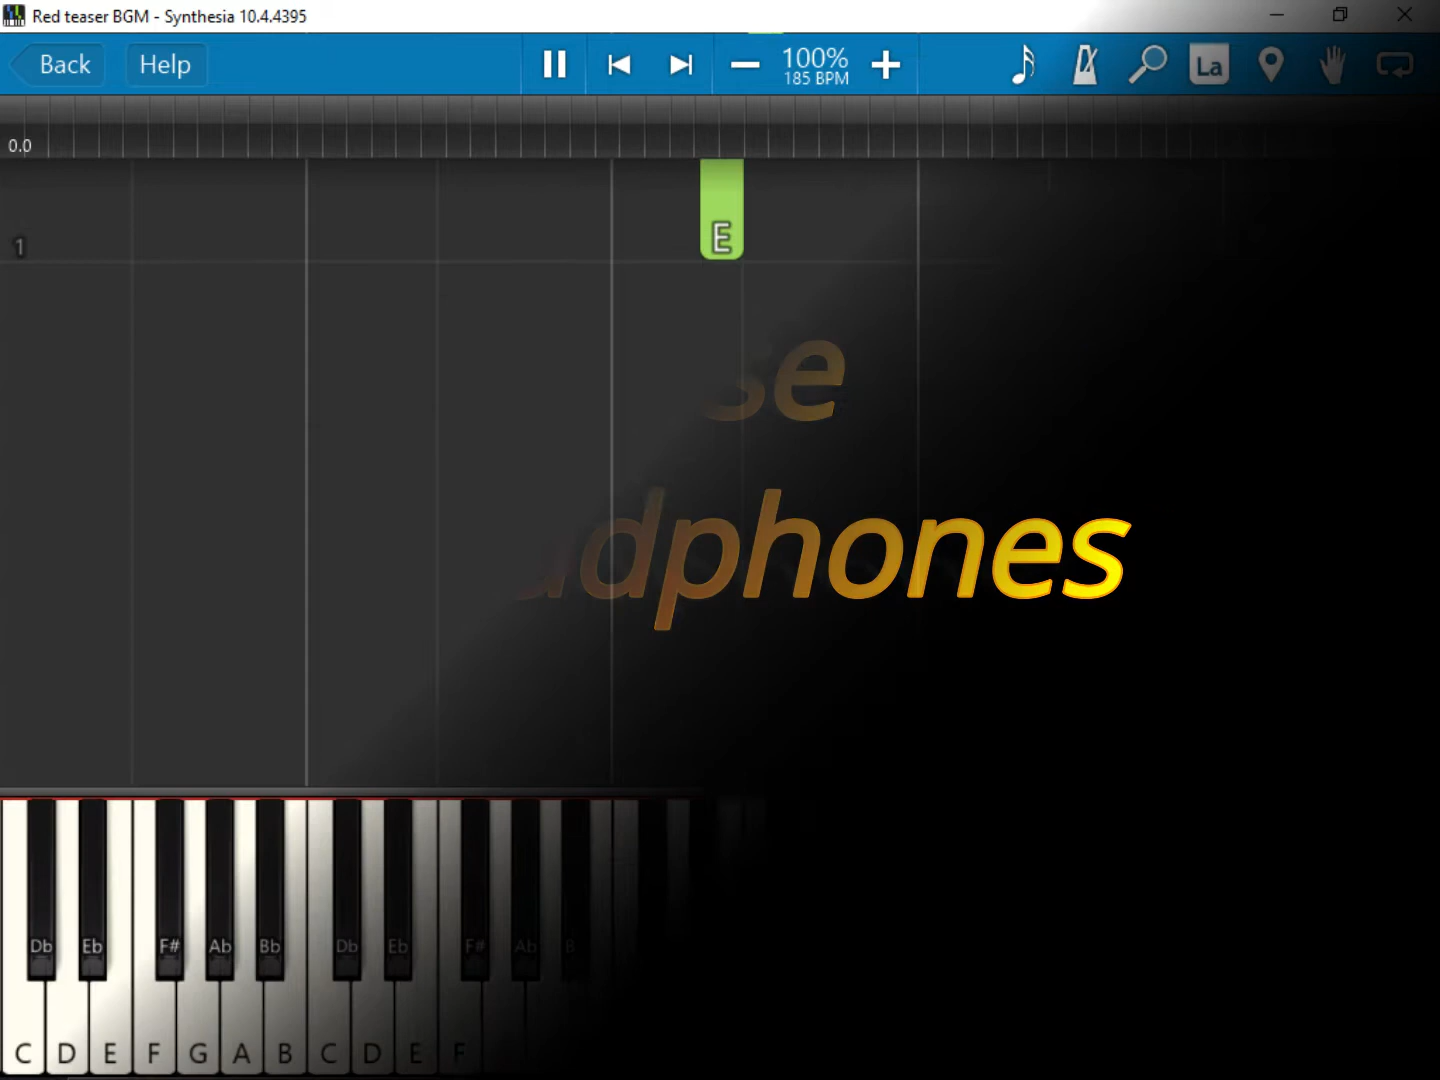 Red teaser BGM - Synthesia 10.4.4395
Back Help 100% La
185 BPM
0.0
E
1
se
dphones
Db Eb F# Ab Bb Db Eb F# Ab B
C D E F G A B C D E F